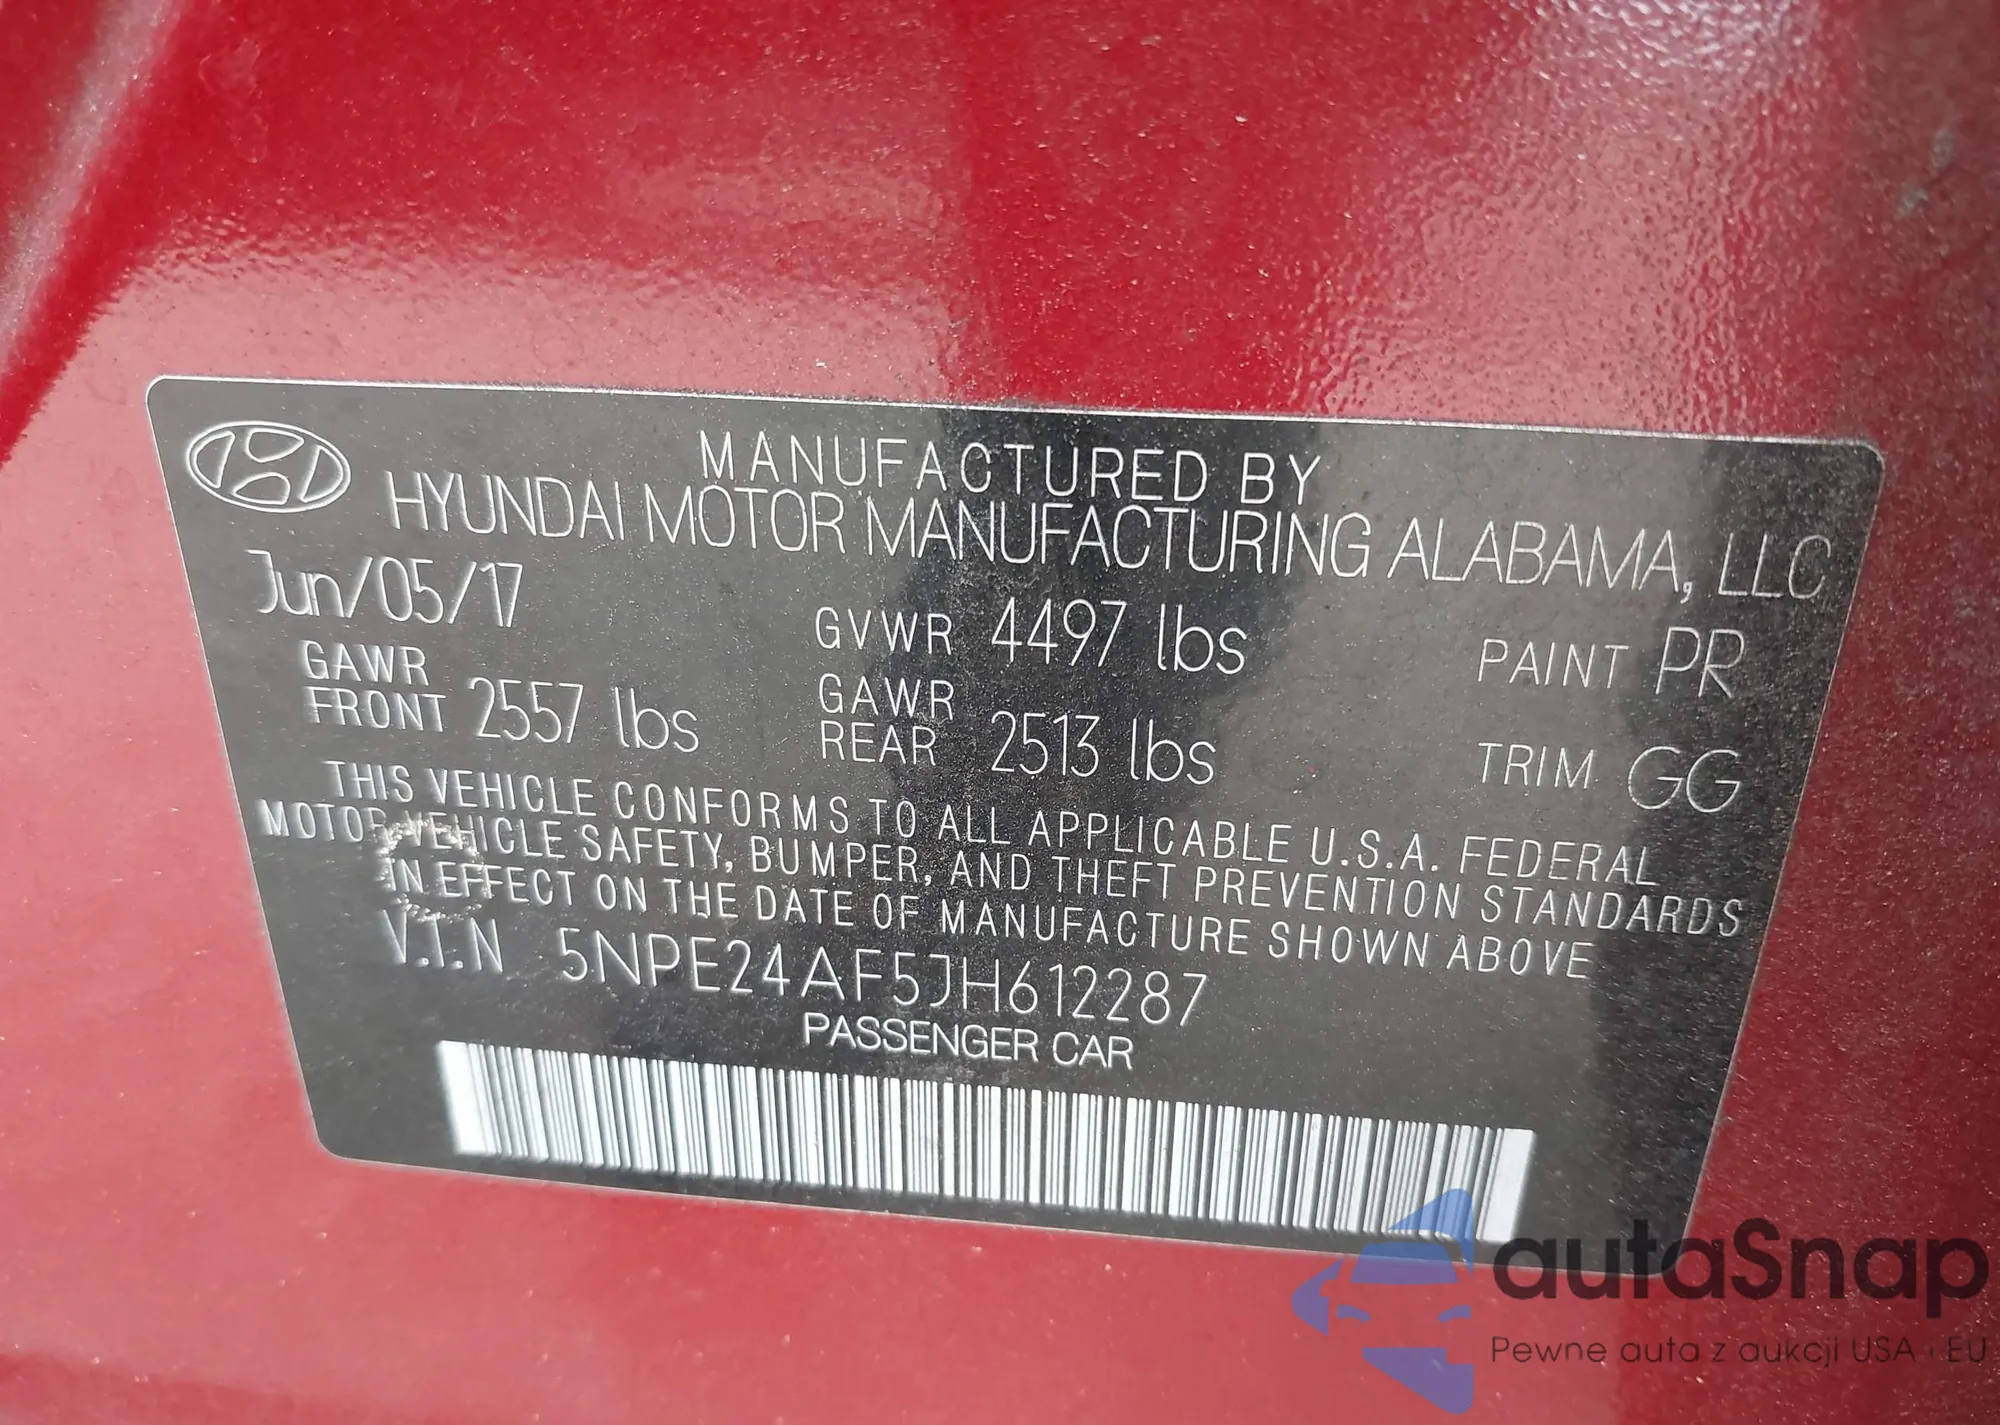 MANUFACTURED BY
HYUNDAI MOTOR MANUFACTURING ALABAMA, LLC
Jun/05/17
GVWR 4497 lbs
PAINT PR
GAWR
FRONT 2557 lbs
GAWR
REAR 2513 lbs
TRIM GG
THIS VEHICLE CONFORMS TO ALL APPLICABLE U.S.A. FEDERAL
MOTOR VEHICLE SAFETY, BUMPER, AND THEFT PREVENTION STANDARDS
IN EFFECT ON THE DATE OF MANUFACTURE SHOWN ABOVE
V.I.N 5NPE24AF5JH612287
PASSENGER CAR
autaSnap
Pewne auta z aukcji USA i EU